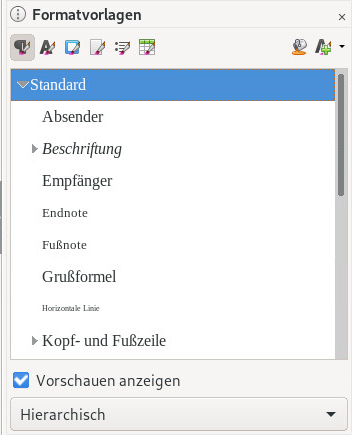 Formatvorlagen
Standard
Absender
Beschriftung
Empfänger
Endnote
Fußnote
Grußformel
Horizontale Linie
Kopf- und Fußzeile
Vorschauen anzeigen
Hierarchisch